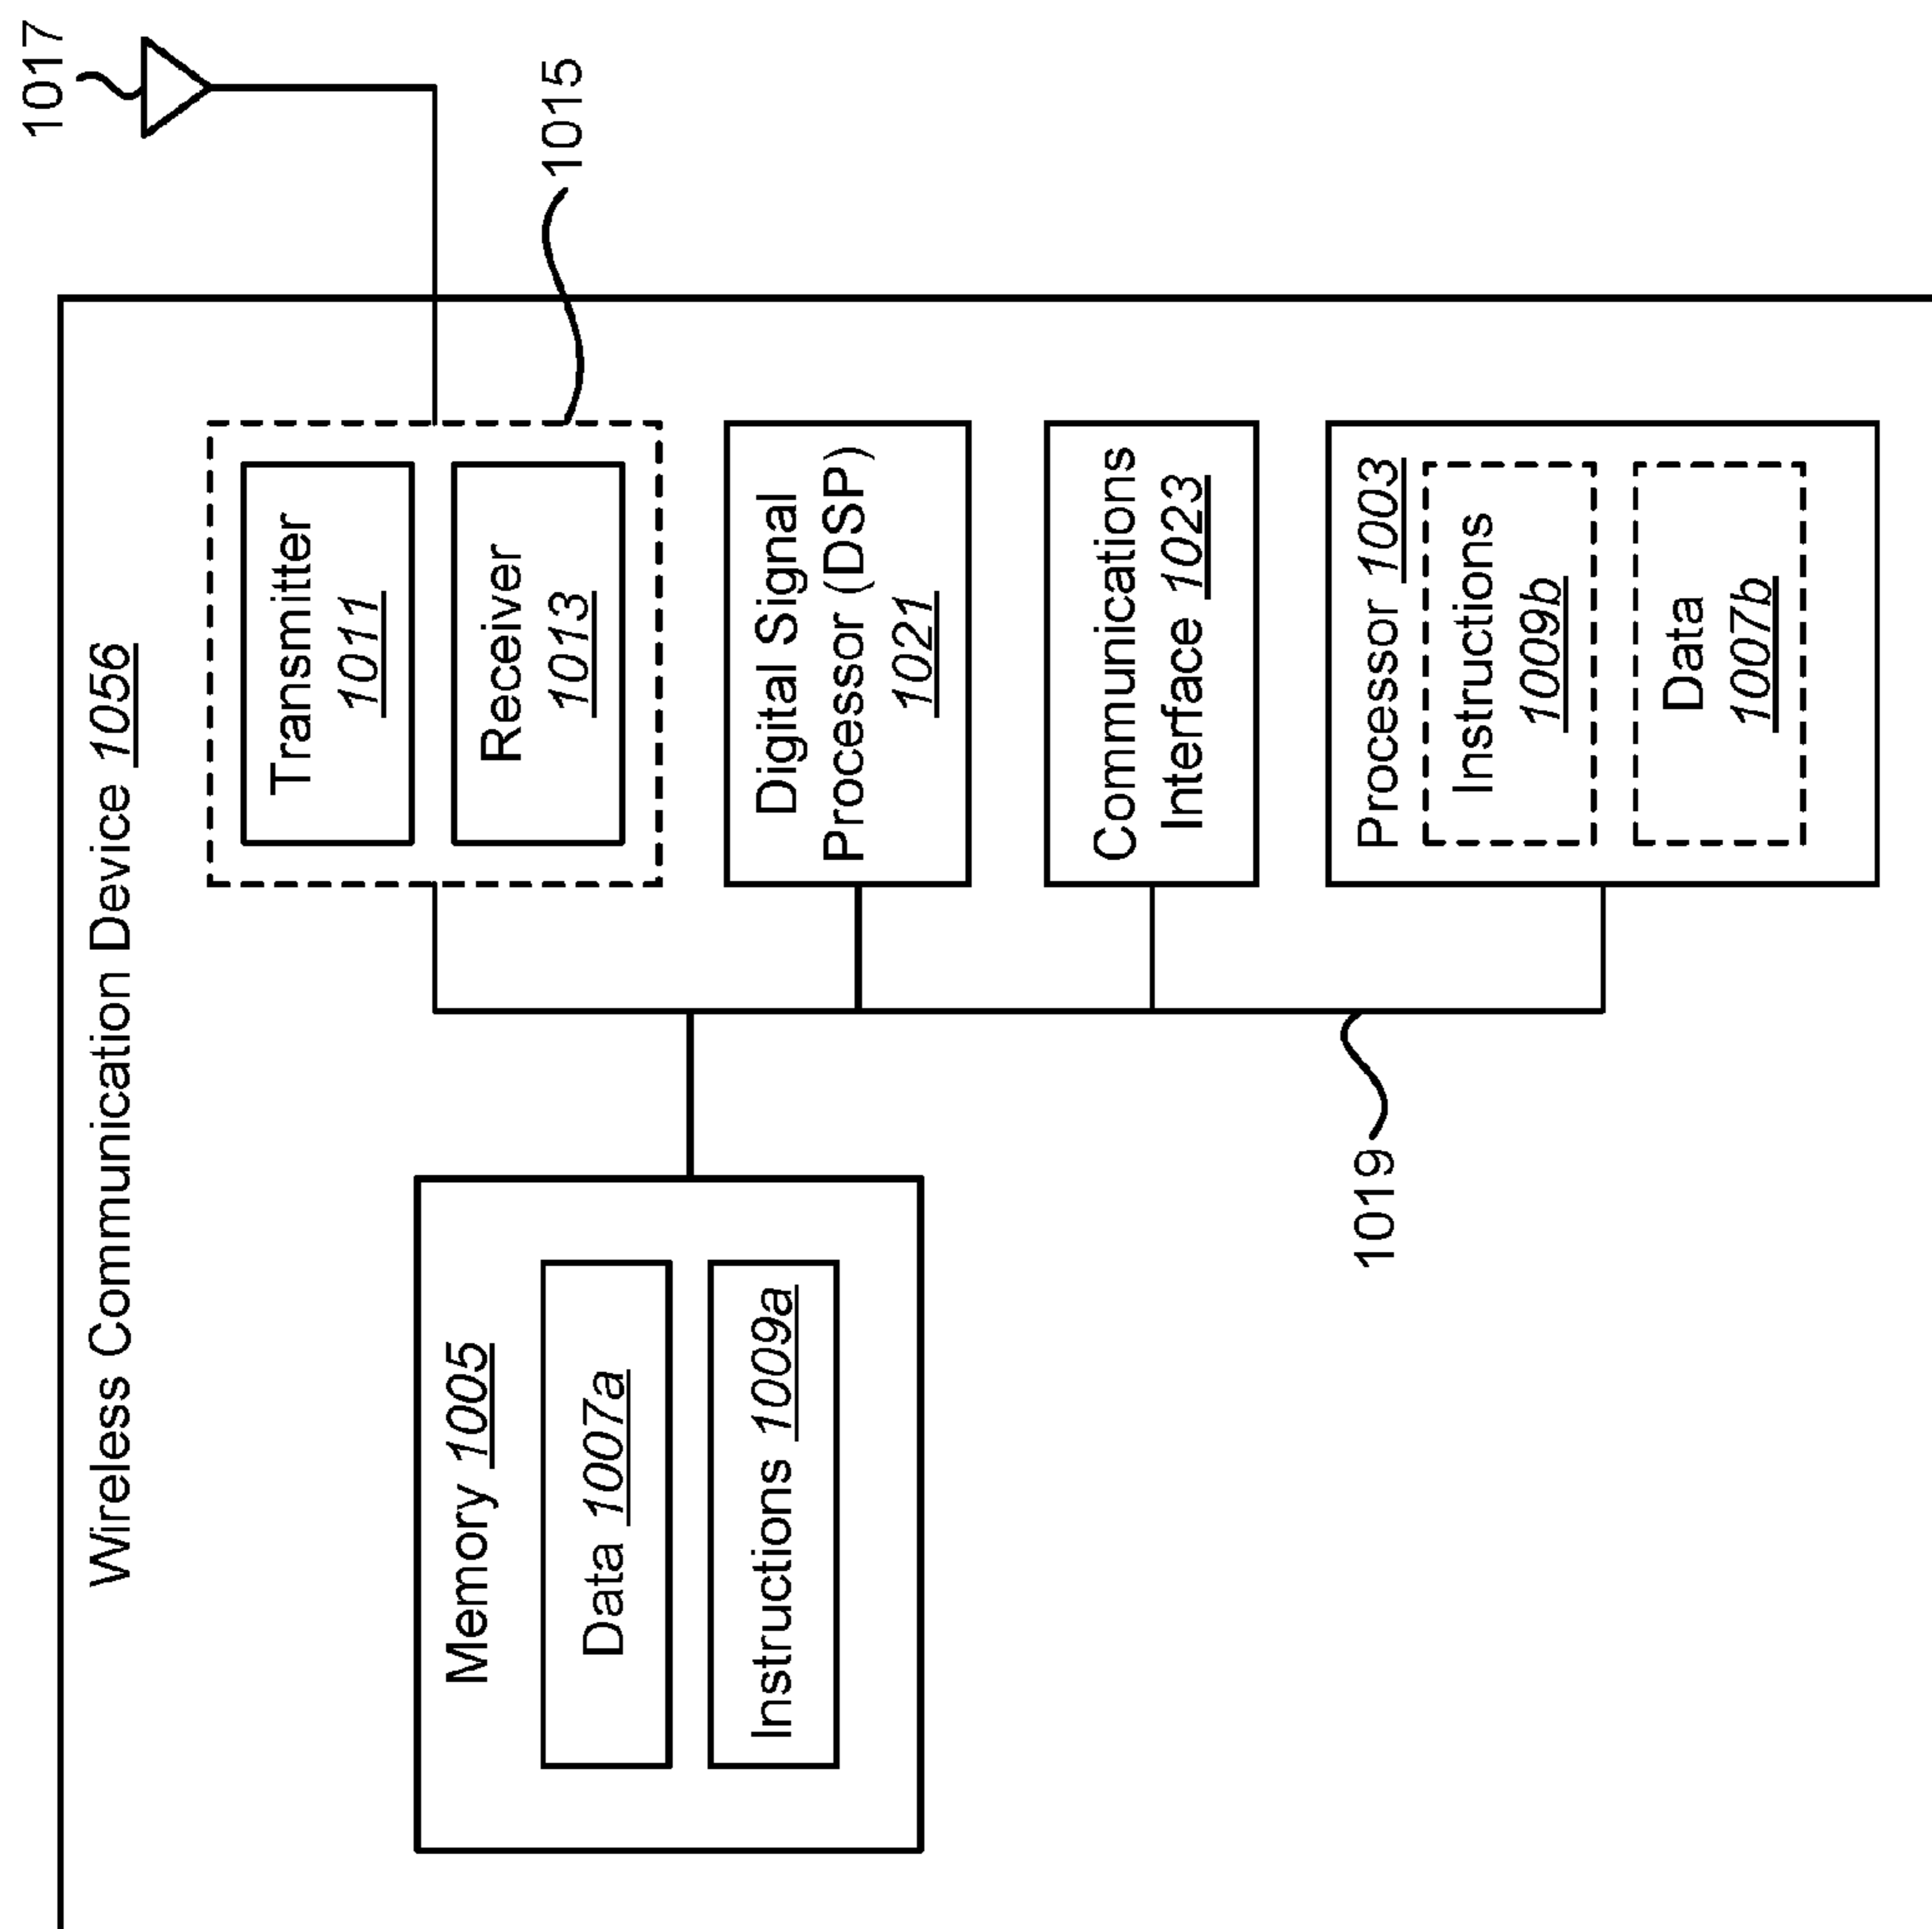 Wireless Communication Device 1056
1017
1015
Transmitter
1011
Receiver
1013
Digital Signal
Processor (DSP)
1021
Communications
Interface 1023
Processor 1003
Instructions
1009b
Data
1007b
Memory 1005
Data 1007a
Instructions 1009a
1019